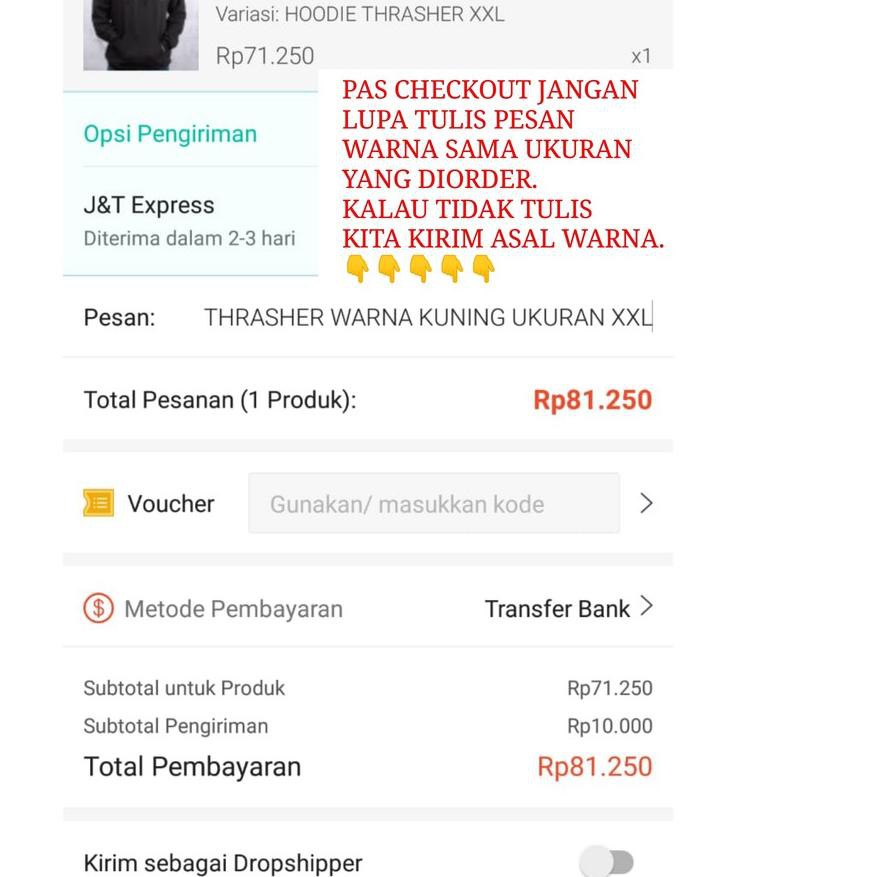 Variasi: HOODIE THRASHER XXL
Rp71.250 x1
PAS CHECKOUT JANGAN
LUPA TULIS PESAN
WARNA SAMA UKURAN
YANG DIORDER.
KALAU TIDAK TULIS
KITA KIRIM ASAL WARNA.
👇👇👇👇👇
Opsi Pengiriman
J&T Express
Diterima dalam 2-3 hari
Pesan: THRASHER WARNA KUNING UKURAN XXL
Total Pesanan (1 Produk): Rp81.250
Voucher Gunakan/ masukkan kode
Metode Pembayaran Transfer Bank
Subtotal untuk Produk Rp71.250
Subtotal Pengiriman Rp10.000
Total Pembayaran Rp81.250
Kirim sebagai Dropshipper